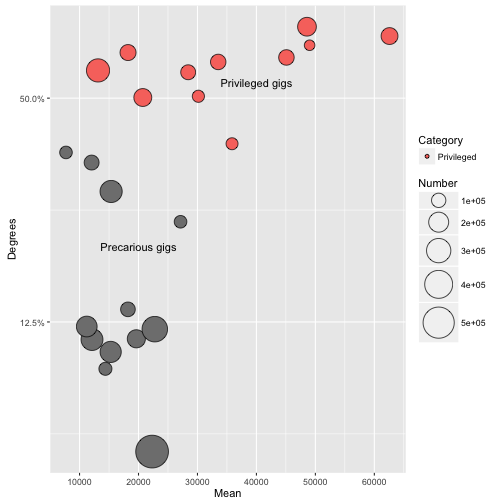 Privileged gigs
50.0%
Precarious gigs
12.5%
Degrees
10000 20000 30000 40000 50000 60000
Mean
Category
Privileged
Number
1e+05
2e+05
3e+05
4e+05
5e+05